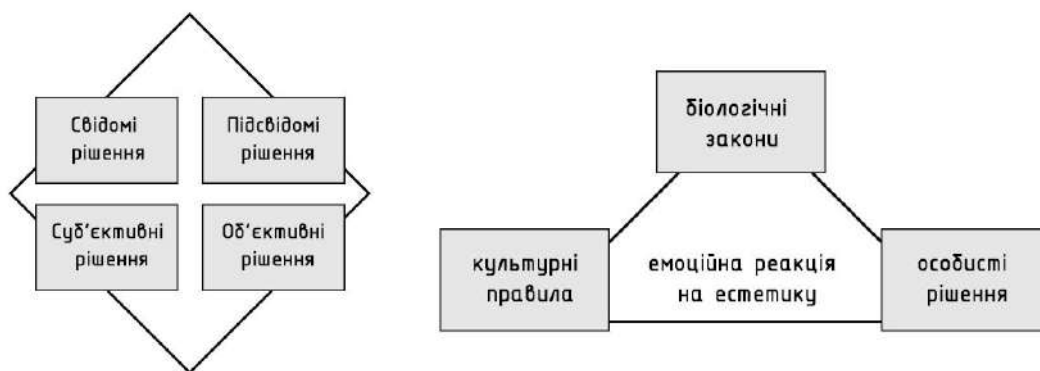 Свідомі
рішення
Підсвідомі
рішення
Суб'єктивні
рішення
Об'єктивні
рішення
біологічні
закони
культурні
правила
емоційна реакція
на естетику
особисті
рішення